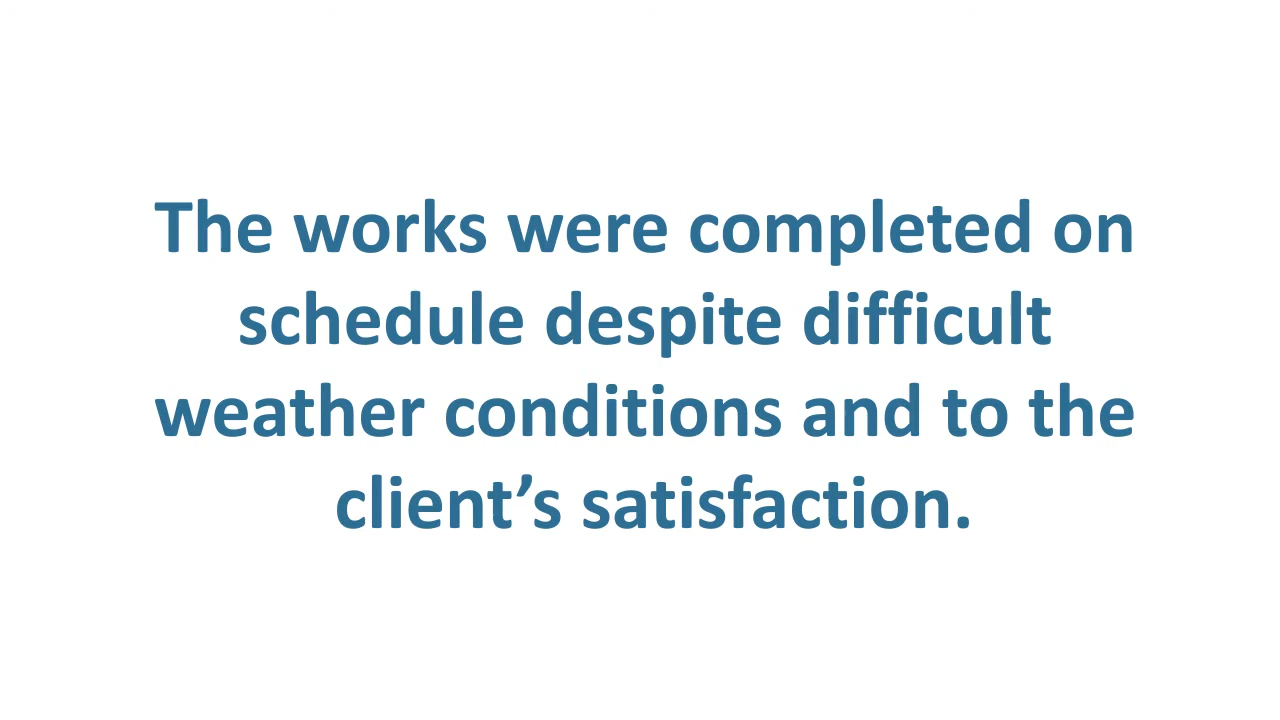 The works were completed on
schedule despite difficult
weather conditions and to the
client’s satisfaction.